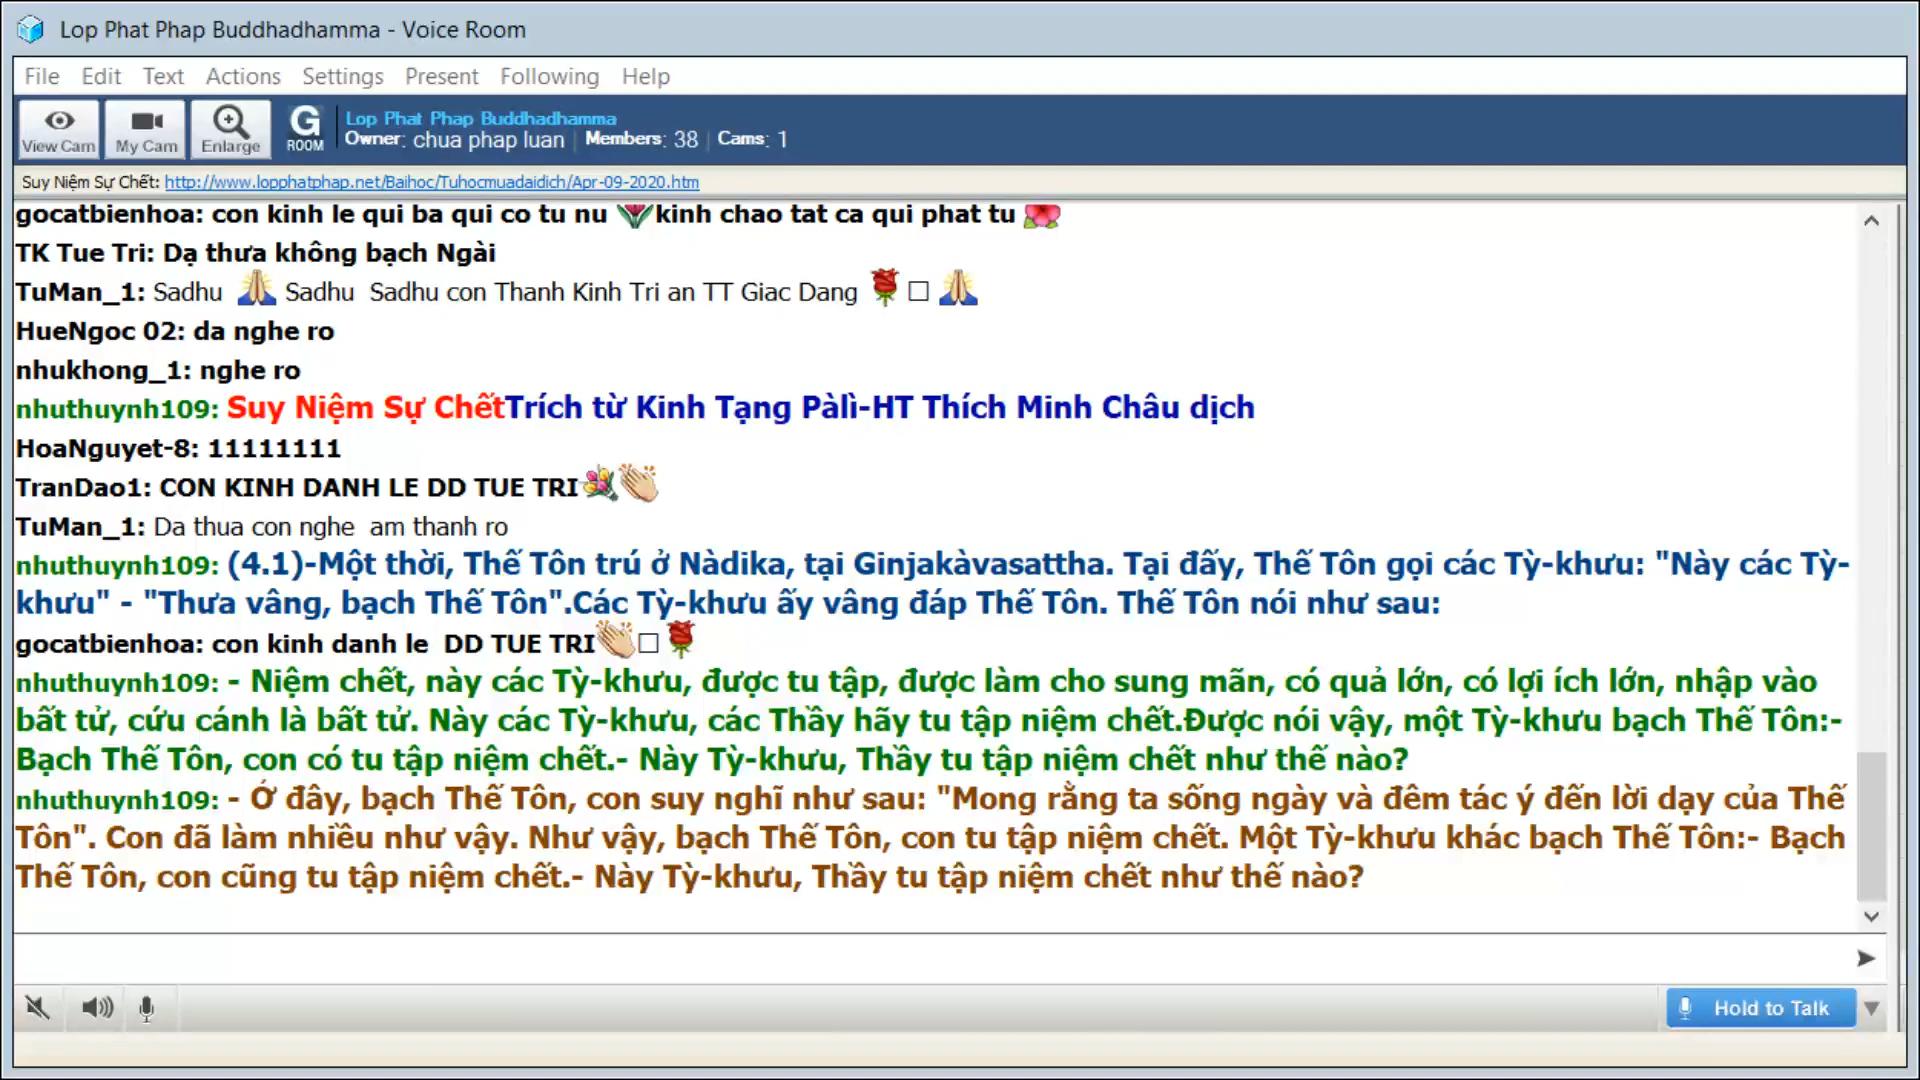 Lop Phat Phap Buddhadhamma - Voice Room
File Edit Text Actions Settings Present Following Help
View Cam My Cam Enlarge G ROOM Lop Phat Phap Buddhadhamma
Owner: chua phap luan | Members: 38 | Cams: 1
Suy Niệm Sự Chết: http://www.lopphatphap.net/Baihoc/Tuhocmuadaidich/Apr-09-2020.htm
gocatbienhoa: con kinh le qui ba qui co tu nu kinh chao tat ca qui phat tu
TK Tue Tri: Dạ thưa không bạch Ngài
TuMan_1: Sadhu Sadhu Sadhu con Thanh Kinh Tri an TT Giac Dang
HueNgoc 02: da nghe ro
nhukhong_1: nghe ro
nhuthuynh109: Suy Niệm Sự ChếtTrích từ Kinh Tạng Pàlì-HT Thích Minh Châu dịch
HoaNguyet-8: 11111111
TranDao1: CON KINH DANH LE DD TUE TRI
TuMan_1: Da thua con nghe am thanh ro
nhuthuynh109: (4.1)-Một thời, Thế Tôn trú ở Nàdika, tại Ginjakàvasattha. Tại đấy, Thế Tôn gọi các Tỳ-khưu: "Này các Tỳ-
khưu" - "Thưa vâng, bạch Thế Tôn".Các Tỳ-khưu ấy vâng đáp Thế Tôn. Thế Tôn nói như sau:
gocatbienhoa: con kinh danh le DD TUE TRI
nhuthuynh109: - Niệm chết, này các Tỳ-khưu, được tu tập, được làm cho sung mãn, có quả lớn, có lợi ích lớn, nhập vào
bất tử, cứu cánh là bất tử. Này các Tỳ-khưu, các Thầy hãy tu tập niệm chết.Được nói vậy, một Tỳ-khưu bạch Thế Tôn:-
Bạch Thế Tôn, con có tu tập niệm chết.- Này Tỳ-khưu, Thầy tu tập niệm chết như thế nào?
nhuthuynh109: - Ở đây, bạch Thế Tôn, con suy nghĩ như sau: "Mong rằng ta sống ngày và đêm tác ý đến lời dạy của Thế
Tôn". Con đã làm nhiều như vậy. Như vậy, bạch Thế Tôn, con tu tập niệm chết. Một Tỳ-khưu khác bạch Thế Tôn:- Bạch
Thế Tôn, con cũng tu tập niệm chết.- Này Tỳ-khưu, Thầy tu tập niệm chết như thế nào?
Hold to Talk